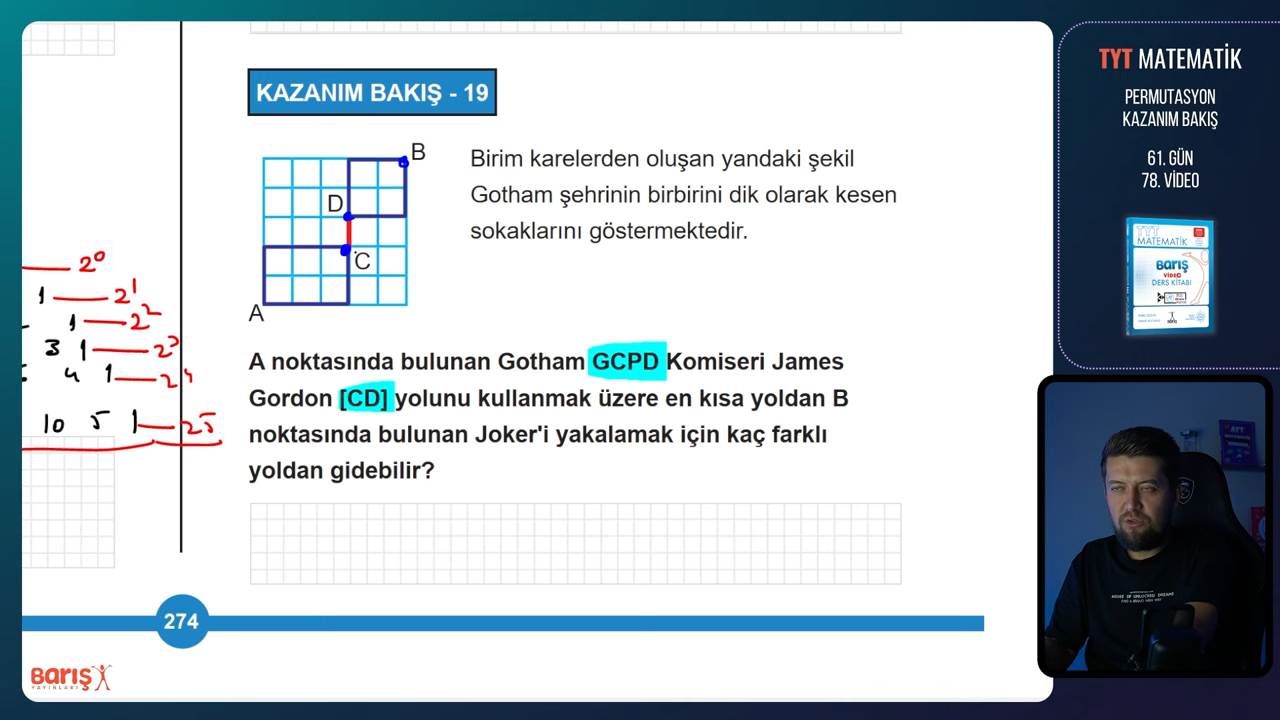 KAZANIM BAKIŞ - 19
B
D
C
A
Birim karelerden oluşan yandaki şekil
Gotham şehrinin birbirini dik olarak kesen
sokaklarını göstermektedir.
A noktasında bulunan Gotham GCPD Komiseri James
Gordon [CD] yolunu kullanmak üzere en kısa yoldan B
noktasında bulunan Joker'i yakalamak için kaç farklı
yoldan gidebilir?
2⁰
1 2¹
1 2²
3 1 2³
4 1 2⁴
10 5 1 2⁵
274
BARIŞ
YAYINLARI
TYT MATEMATİK
PERMUTASYON
KAZANIM BAKIŞ
61. GÜN
78. VİDEO
TYT
MATEMATİK
BARIŞ
VİDEO
DERS KİTABI